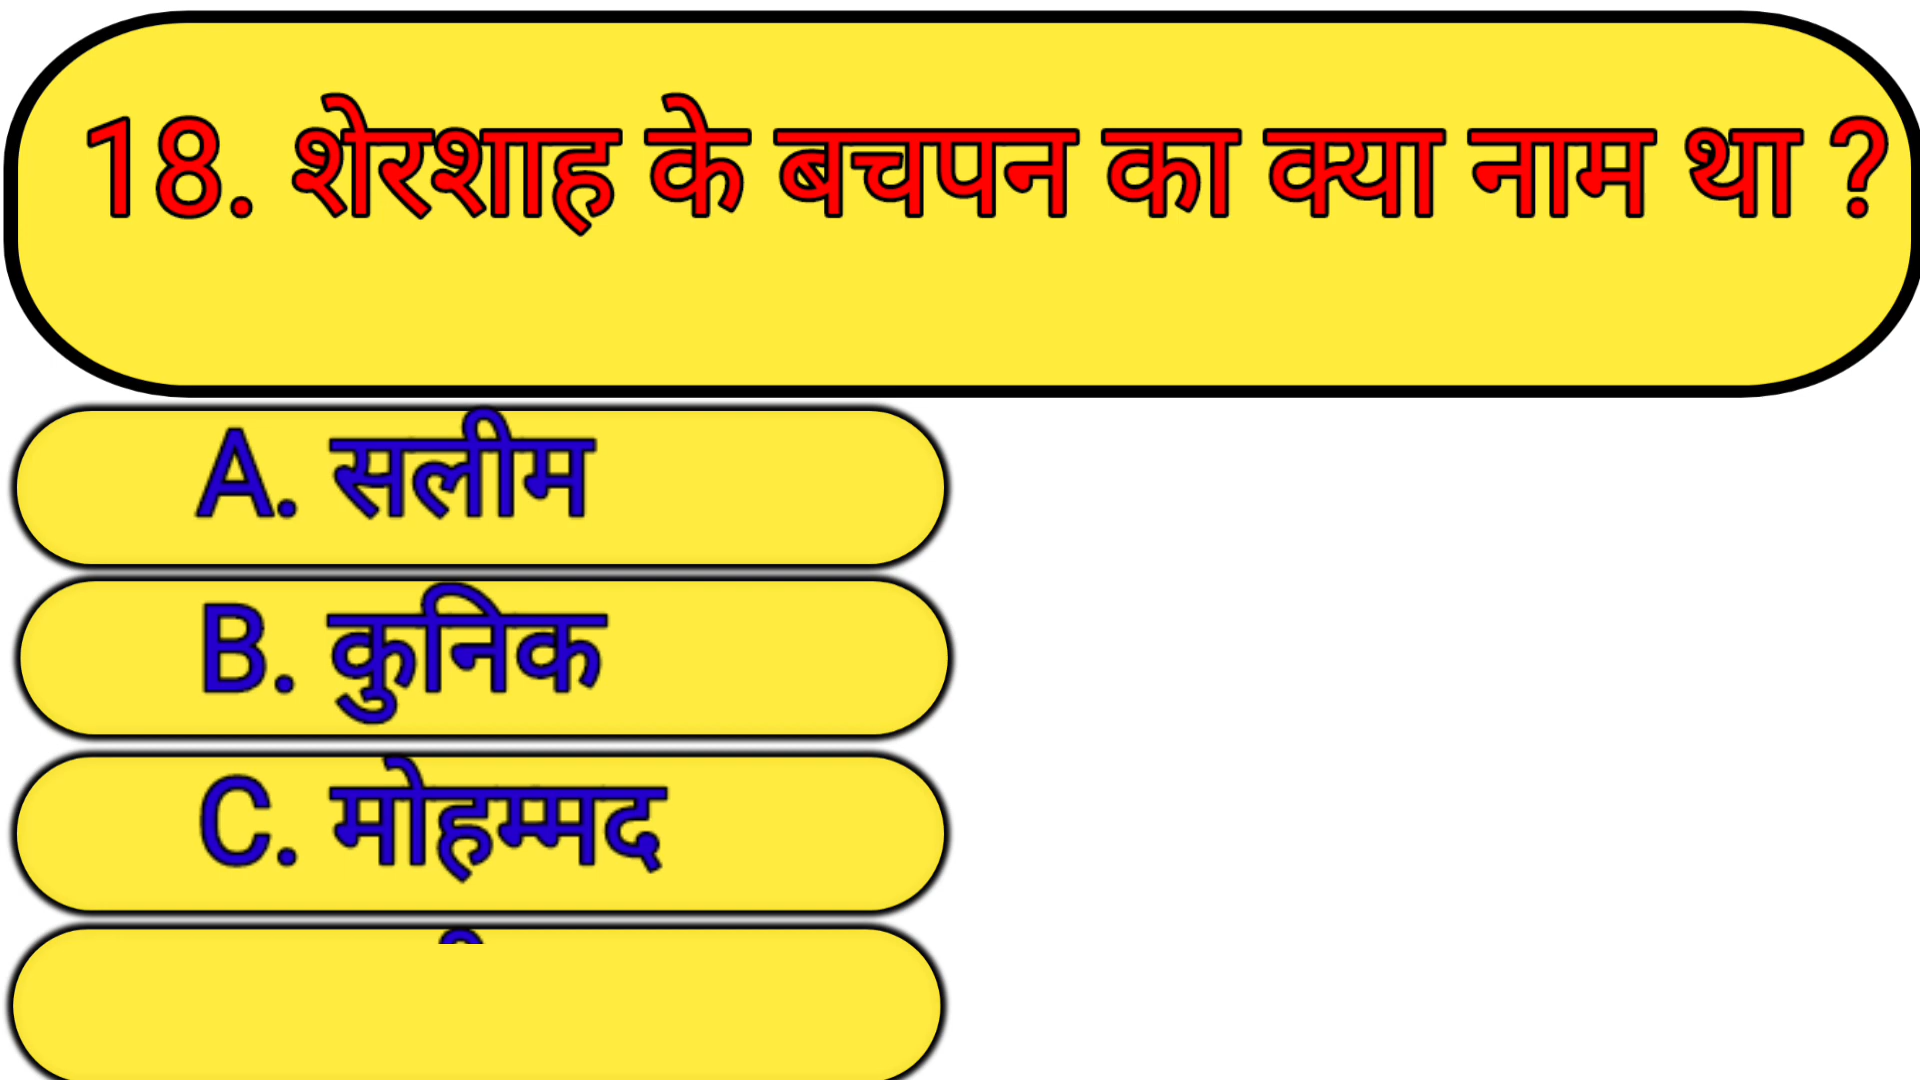 18. शेरशाह के बचपन का क्या नाम था ?
A. सलीम
B. कुनिक
C. मोहम्मद